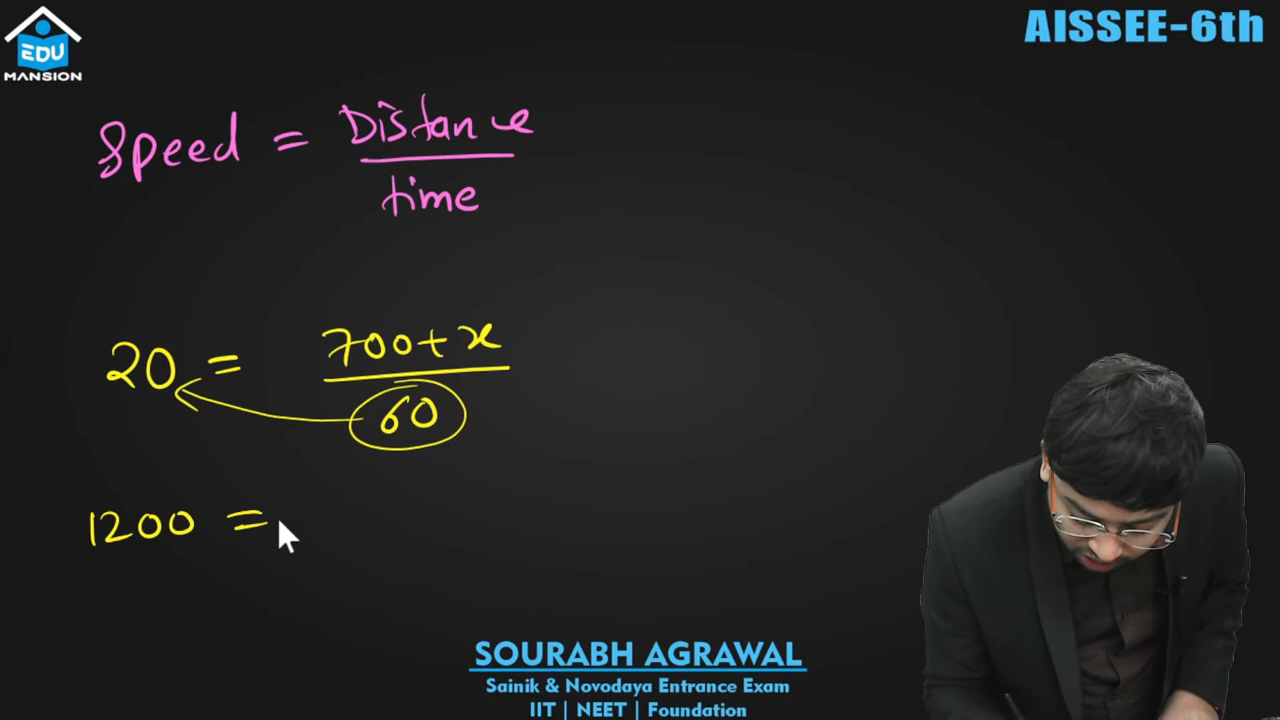 EDU
MANSION
AISSEE-6th
Speed = Distance
time
20 = 700+x
60
1200 =
SOURABH AGRAWAL
Sainik & Novodaya Entrance Exam
IIT | NEET | Foundation